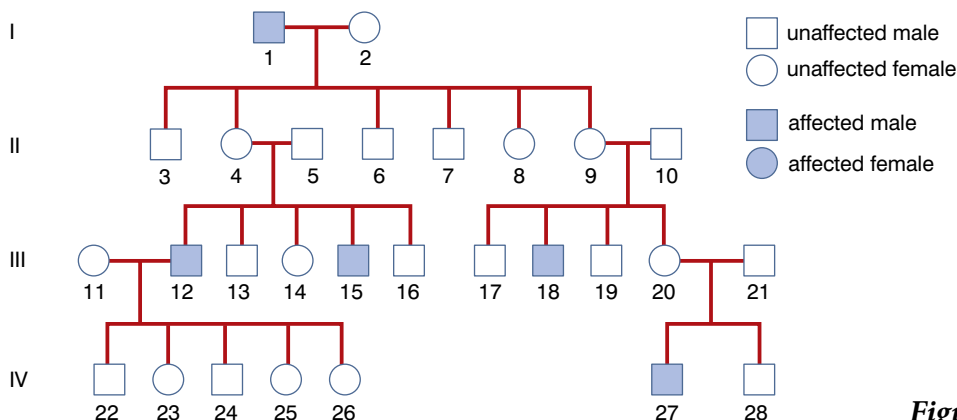 I
1 2
unaffected male
unaffected female
affected male
affected female
II
3 4 5 6 7 8 9 10
III
11 12 13 14 15 16 17 18 19 20 21
IV
22 23 24 25 26 27 28